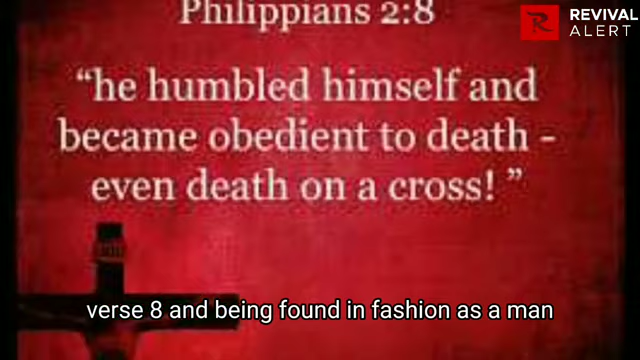 Philippians 2:8
REVIVAL
ALERT
“he humbled himself and
became obedient to death -
even death on a cross! ”
verse 8 and being found in fashion as a man